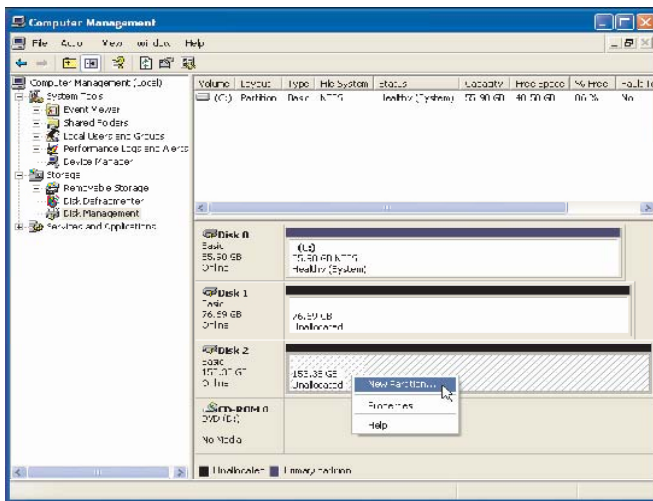 Computer Management
File View Help
Computer Management (Local)
System Tools
Event Viewer
Shared Folders
Local Users and Groups
Performance Logs and Alerts
Device Manager
Storage
Removable Storage
Disk Defragmenter
Disk Management
Services and Applications
Volume Layout Type File System Status Capacity Free Space % Free
(C:) Partition Basic NTFS Healthy (System) No
Disk 0
Basic
Online
(C:)
Healthy (System)
Disk 1
Basic
76.69 GB
Online
76.69 GB
Unallocated
Disk 2
Basic
Online
Unallocated
New Partition...
Properties
Help
CD-ROM 0
DVD
No Media
Unallocated Primary partition